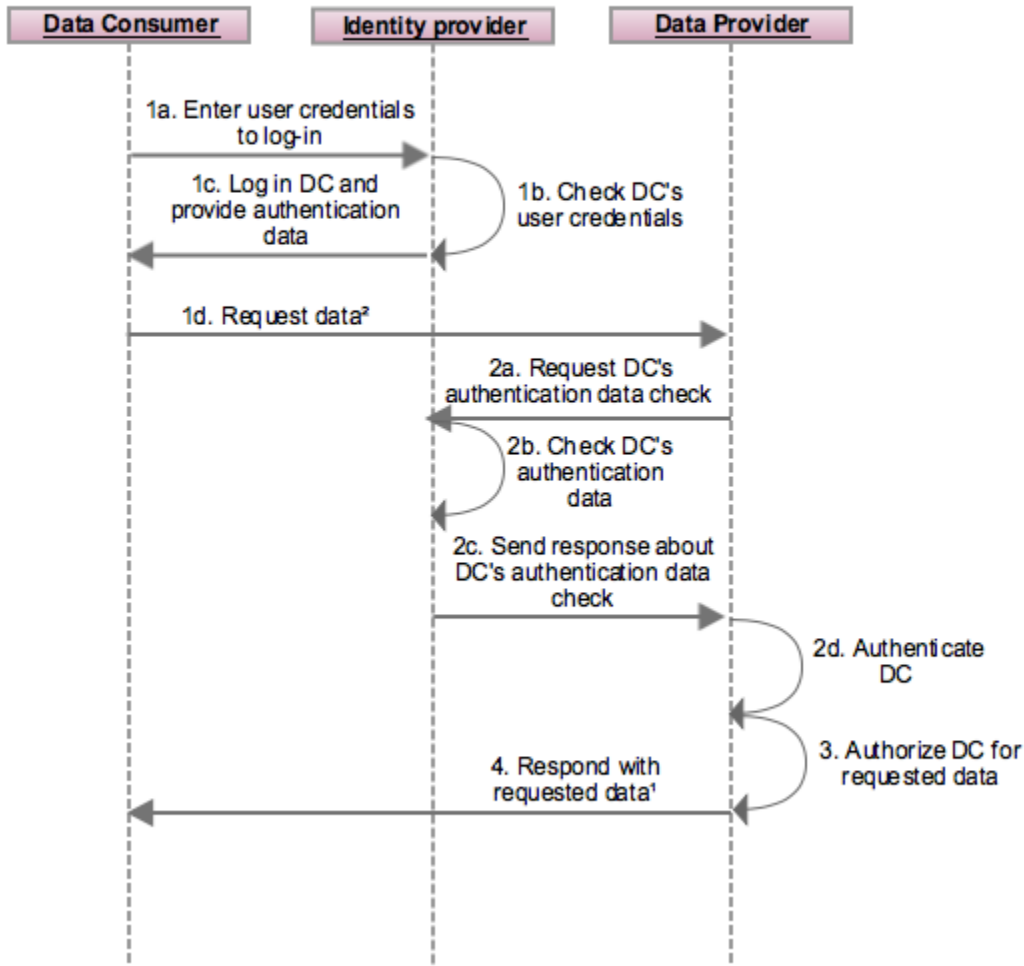 Data Consumer
Identity provider
Data Provider
1a. Enter user credentials
to log-in
1b. Check DC's
user credentials
1c. Log in DC and
provide authentication
data
1d. Request data²
2a. Request DC's
authentication data check
2b. Check DC's
authentication
data
2c. Send response about
DC's authentication data
check
2d. Authenticate
DC
3. Authorize DC for
requested data
4. Respond with
requested data¹